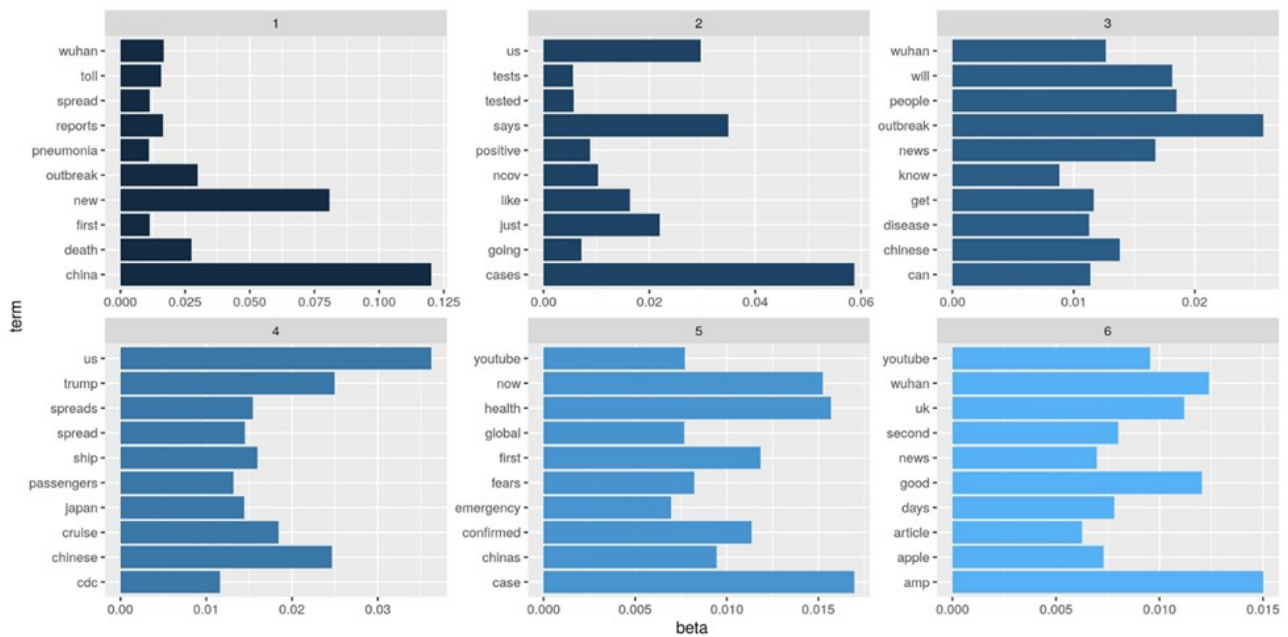 1
wuhan
toll
spread
reports
pneumonia
outbreak
new
first
death
china
0.000 0.025 0.050 0.075 0.100 0.125
2
us
tests
tested
says
positive
ncov
like
just
going
cases
0.00 0.02 0.04 0.06
3
wuhan
will
people
outbreak
news
know
get
disease
chinese
can
0.00 0.01 0.02
term
4
us
trump
spreads
spread
ship
passengers
japan
cruise
chinese
cdc
0.00 0.01 0.02 0.03
5
youtube
now
health
global
first
fears
emergency
confirmed
chinas
case
0.000 0.005 0.010 0.015
6
youtube
wuhan
uk
second
news
good
days
article
apple
amp
0.000 0.005 0.010 0.015
beta